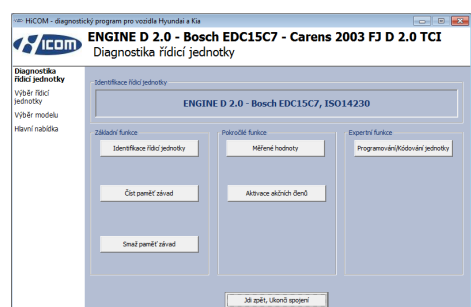 HiCOM - diagnostický program pro vozidla Hyundai a Kia
Hicom
ENGINE D 2.0 - Bosch EDC15C7 - Carens 2003 FJ D 2.0 TCI
Diagnostika řídicí jednotky
Diagnostika
řídicí jednotky
Výběr řídicí
jednotky
Výběr modelu
Hlavní nabídka
Identifikace řídicí jednotky
ENGINE D 2.0 - Bosch EDC15C7, ISO14230
Základní funkce
Pokročilé funkce
Expertní funkce
Identifikace řídicí jednotky
Měřené hodnoty
Programování/Kódování jednotky
Číst paměť závad
Aktivace akčních členů
Smaž paměť závad
Jdi zpět, Ukonči spojení